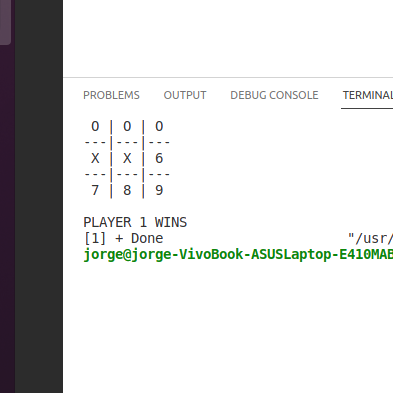 PROBLEMS OUTPUT DEBUG CONSOLE TERMINAL
O | O | O
---|---|---
X | X | 6
---|---|---
7 | 8 | 9
PLAYER 1 WINS
[1] + Done "/usr/
jorge@jorge-VivoBook-ASUSLaptop-E410MAB